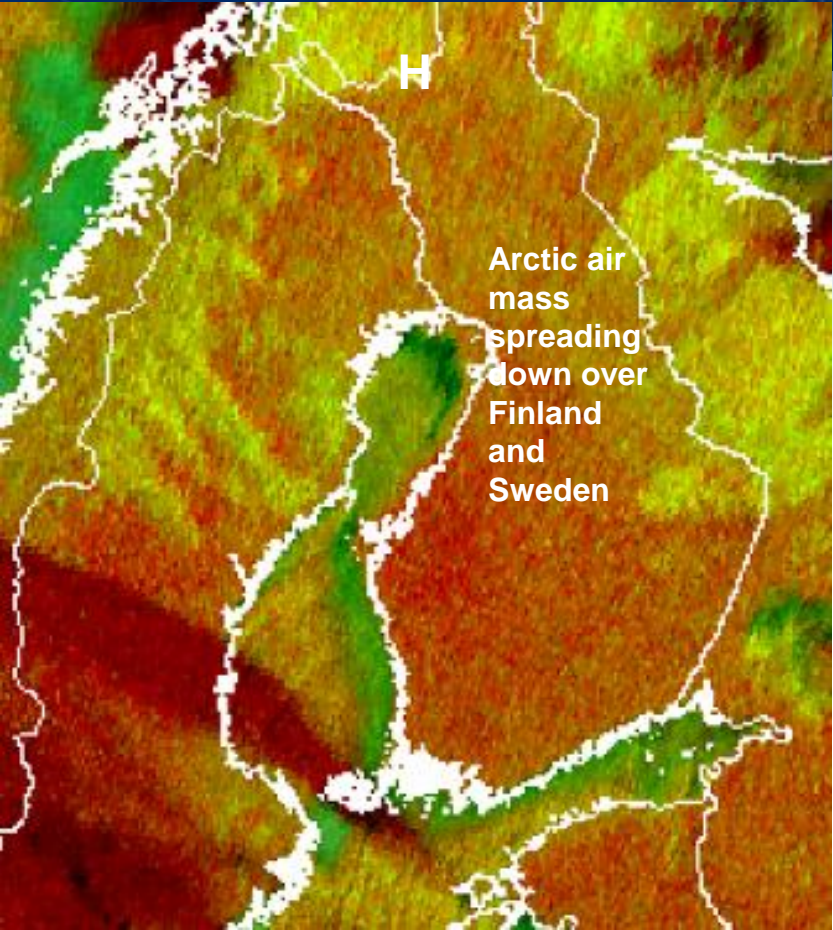 H
Arctic air
mass
spreading
down over
Finland
and
Sweden